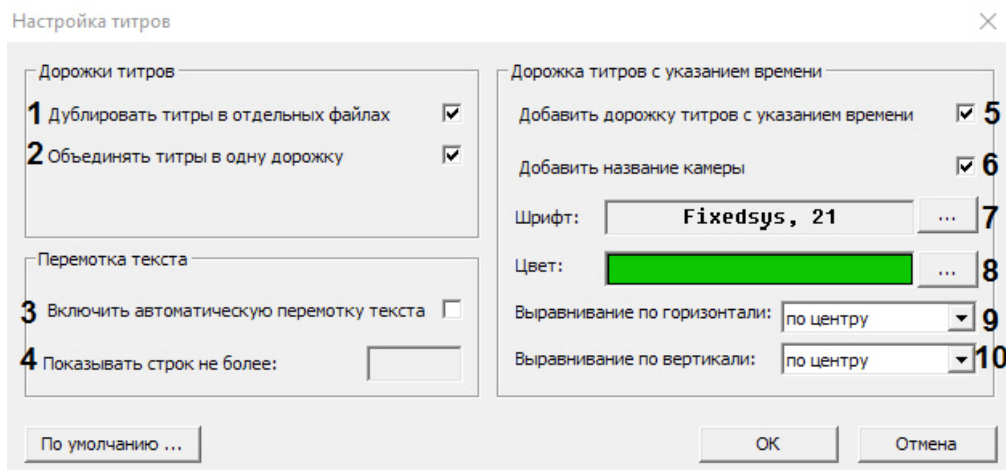 Настройка титров
Дорожки титров
1 Дублировать титры в отдельных файлах
2 Объединять титры в одну дорожку
Перемотка текста
3 Включить автоматическую перемотку текста
4 Показывать строк не более:
Дорожка титров с указанием времени
Добавить дорожку титров с указанием времени 5
Добавить название камеры 6
Шрифт: Fixedsys, 21 ... 7
Цвет: ... 8
Выравнивание по горизонтали: по центру 9
Выравнивание по вертикали: по центру 10
По умолчанию ... OK Отмена